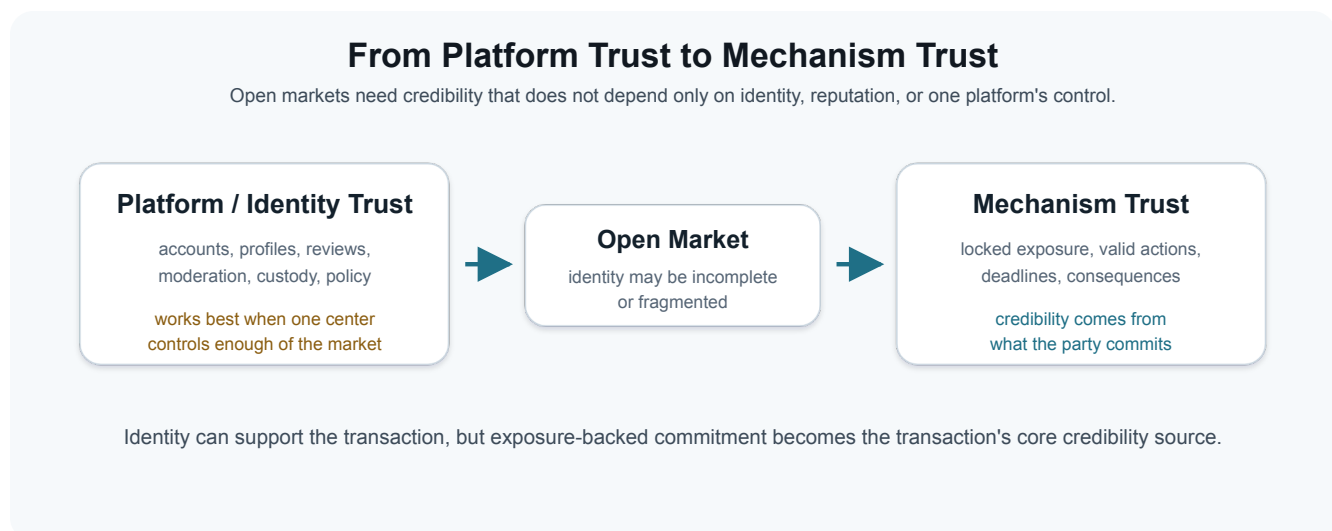 From Platform Trust to Mechanism Trust
Open markets need credibility that does not depend only on identity, reputation, or one platform's control.
Platform / Identity Trust
accounts, profiles, reviews,
moderation, custody, policy
works best when one center
controls enough of the market
Open Market
identity may be incomplete
or fragmented
Mechanism Trust
locked exposure, valid actions,
deadlines, consequences
credibility comes from
what the party commits
Identity can support the transaction, but exposure-backed commitment becomes the transaction's core credibility source.